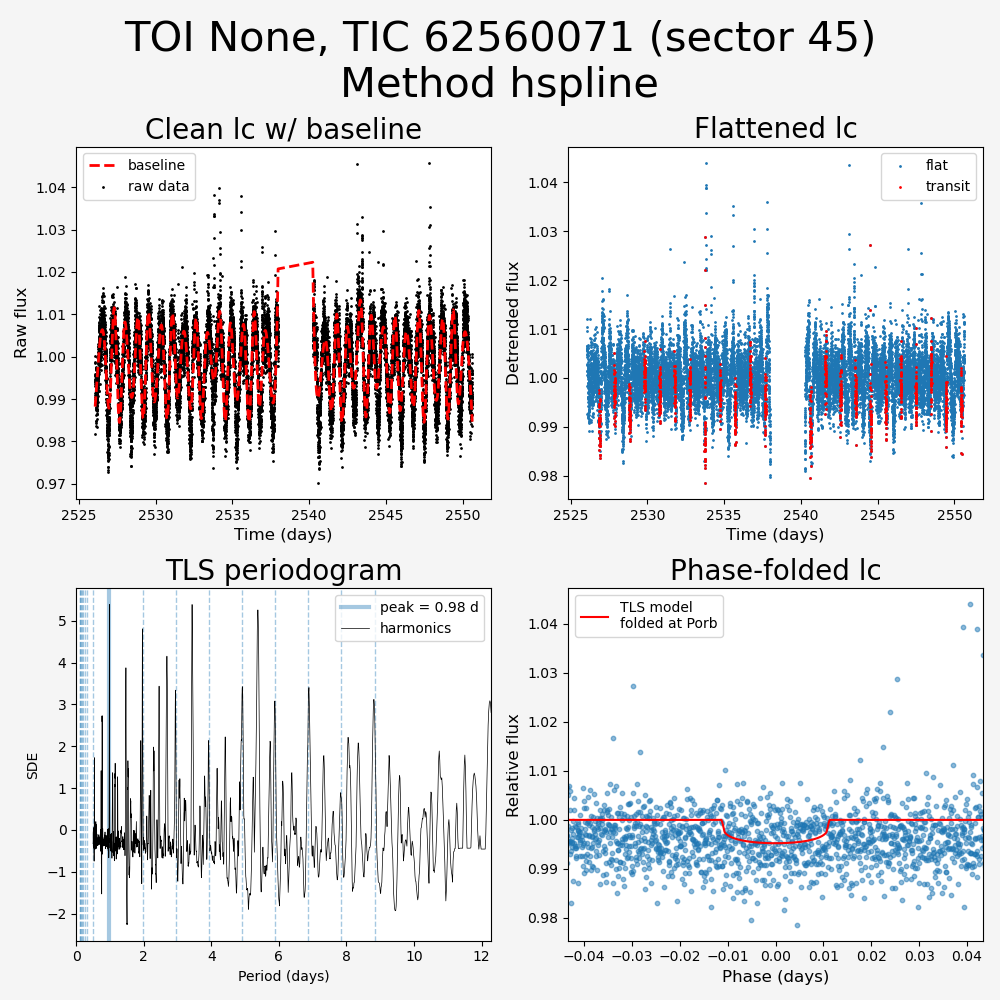 TOI None, TIC 62560071 (sector 45)
Method hspline
Clean lc w/ baseline
baseline
raw data
1.04
1.03
1.02
1.01
1.00
0.99
0.98
0.97
Raw flux
2525
2530
2535
2540
2545
2550
Time (days)
Flattened lc
flat
transit
1.04
1.03
1.02
1.01
1.00
0.99
0.98
Detrended flux
2525
2530
2535
2540
2545
2550
Time (days)
TLS periodogram
peak = 0.98 d
harmonics
5
4
3
2
1
0
−1
−2
SDE
0
2
4
6
8
10
12
Period (days)
Phase-folded lc
TLS model
folded at Porb
1.04
1.03
1.02
1.01
1.00
0.99
0.98
Relative flux
−0.04
−0.03
−0.02
−0.01
0.00
0.01
0.02
0.03
0.04
Phase (days)